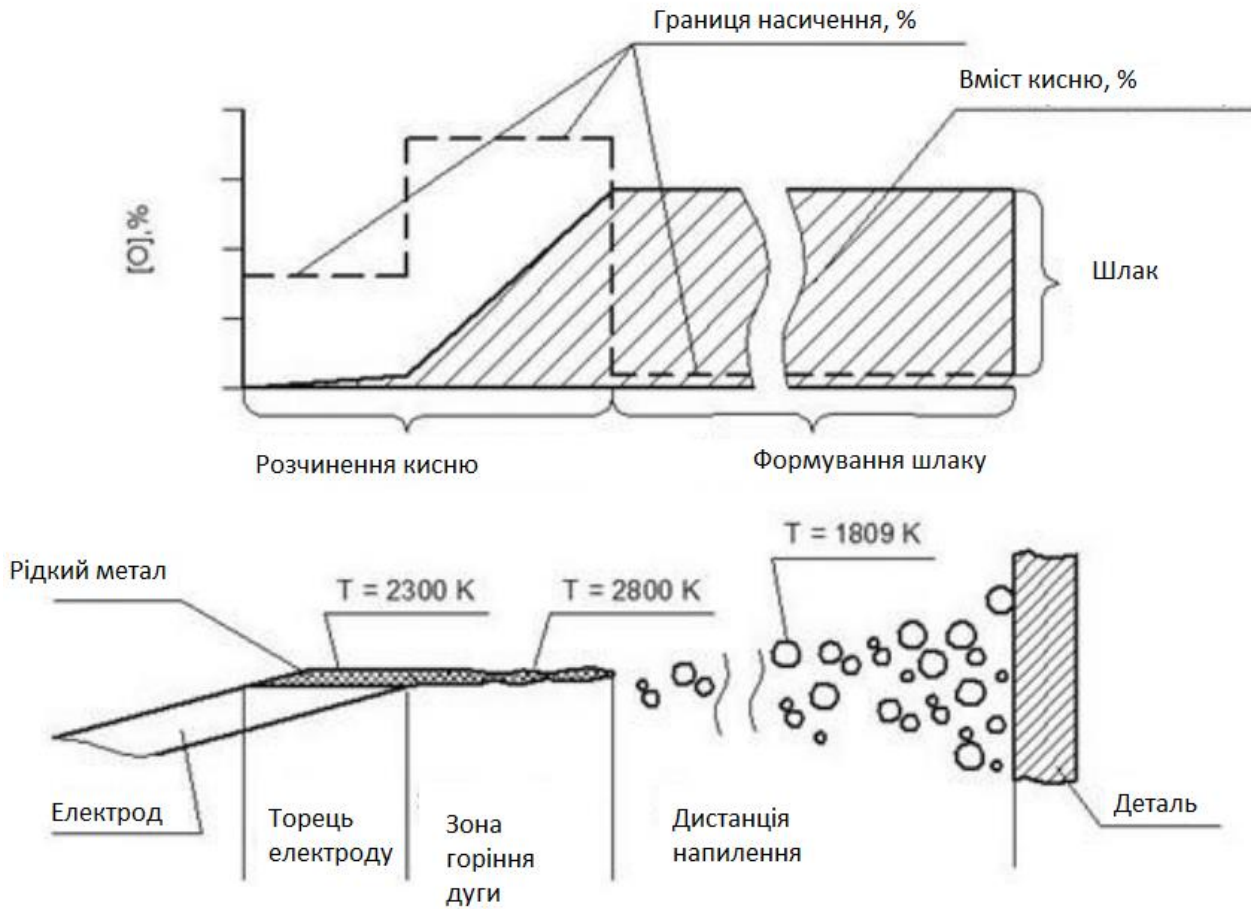 Границя насичення, %
Вміст кисню, %
[O],%
Шлак
Розчинення кисню
Формування шлаку
T = 1809 K
Рідкий метал
T = 2300 K
T = 2800 K
Електрод
Торець
електроду
Зона
горіння
дуги
Дистанція
напилення
Деталь